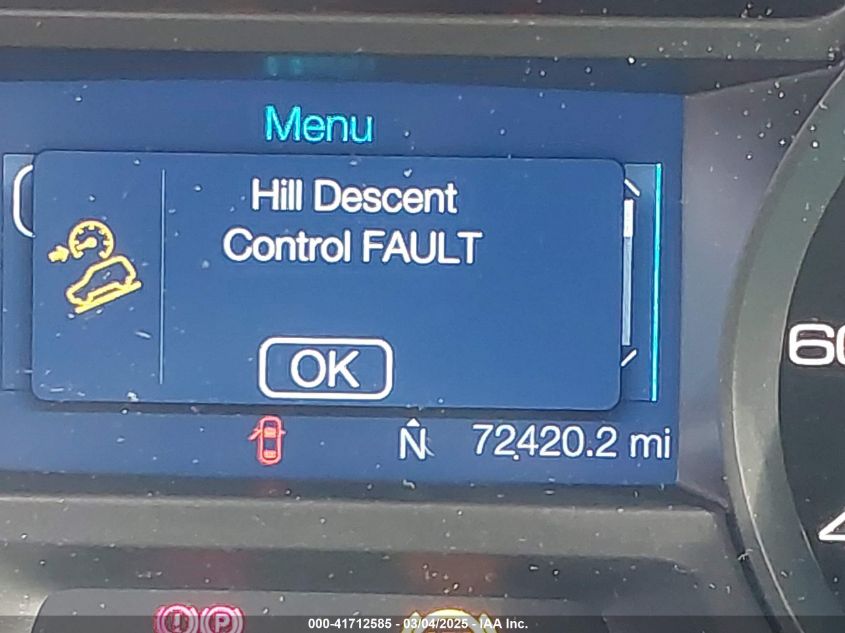 Menu
Hill Descent
Control FAULT
OK
N
72420.2 mi
60
P
000-41712585 - 03/04/2025 - IAA Inc.